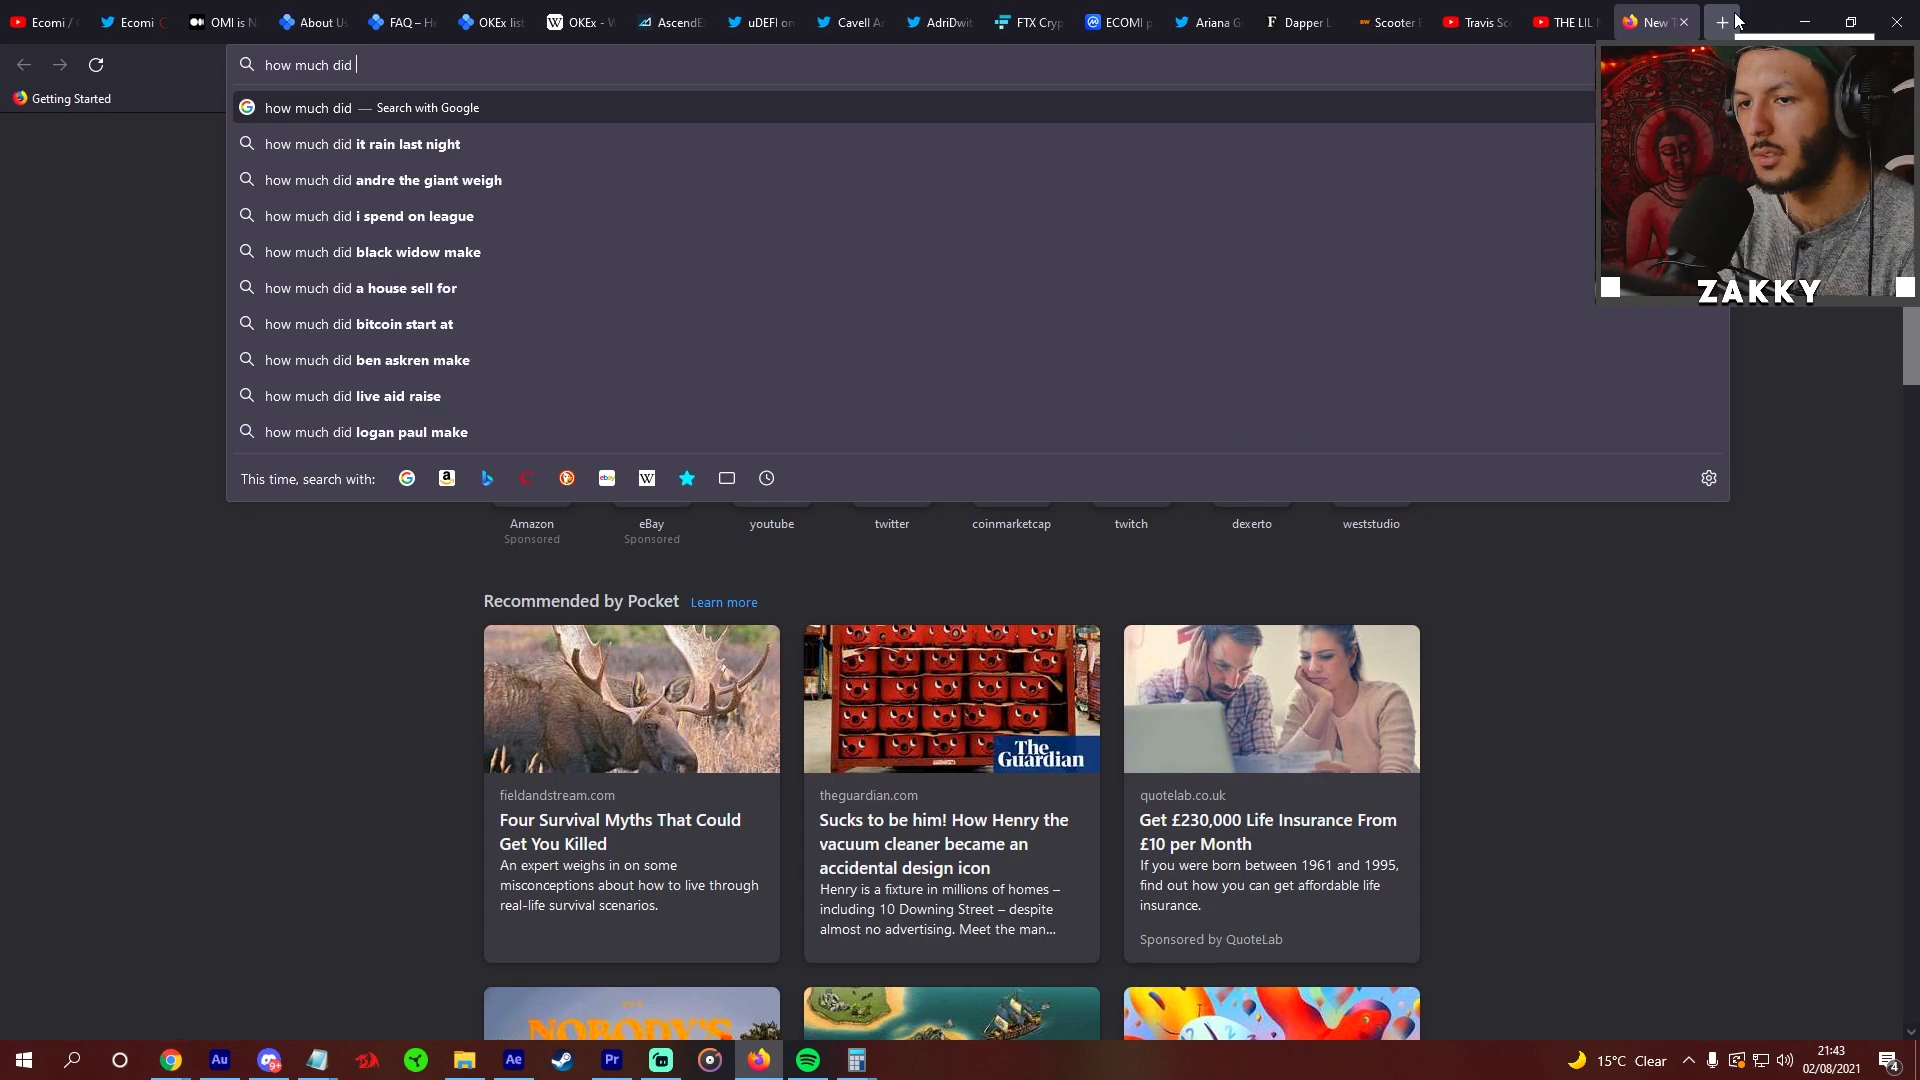 Ecomi /
Ecomi
OMI is N
About Us
FAQ – He
OKEx list
OKEx - W
AscendE
uDEFI on
Cavell An
AdriDwit
FTX Cryp
ECOMI p
Ariana G
Dapper L
Scooter B
Travis Sc
THE LIL
New T
how much did
Getting Started
how much did — Search with Google
how much did it rain last night
how much did andre the giant weigh
how much did i spend on league
how much did black widow make
how much did a house sell for
how much did bitcoin start at
how much did ben askren make
how much did live aid raise
how much did logan paul make
ZAKKY
This time, search with:
Amazon
Sponsored
eBay
Sponsored
youtube
twitter
coinmarketcap
twitch
dexerto
weststudio
Recommended by Pocket Learn more
The
Guardian
fieldandstream.com
Four Survival Myths That Could
Get You Killed
An expert weighs in on some
misconceptions about how to live through
real-life survival scenarios.
theguardian.com
Sucks to be him! How Henry the
vacuum cleaner became an
accidental design icon
Henry is a fixture in millions of homes –
including 10 Downing Street – despite
almost no advertising. Meet the man...
quotelab.co.uk
Get £230,000 Life Insurance From
£10 per Month
If you were born between 1961 and 1995,
find out how you can get affordable life
insurance.
Sponsored by QuoteLab
NOBODY'S
Au
9+
Ae
Pr
15°C Clear
21:43
02/08/2021
4